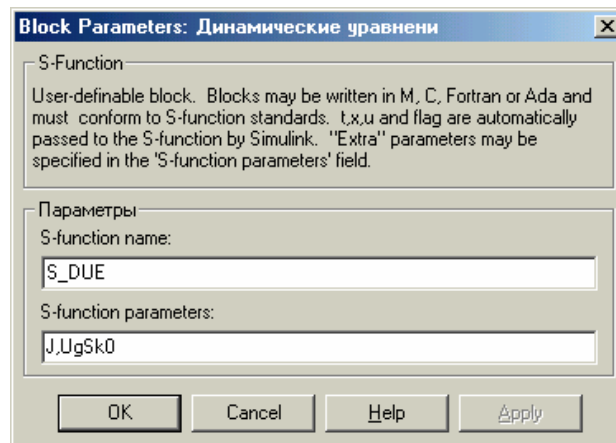 Block Parameters: Динамические уравнени
S-Function
User-definable block. Blocks may be written in M, C, Fortran or Ada and
must conform to S-function standards. t,x,u and flag are automatically
passed to the S-function by Simulink. "Extra" parameters may be
specified in the 'S-function parameters' field.
Параметры
S-function name:
S_DUE
S-function parameters:
J,UgSk0
OK Cancel Help Apply